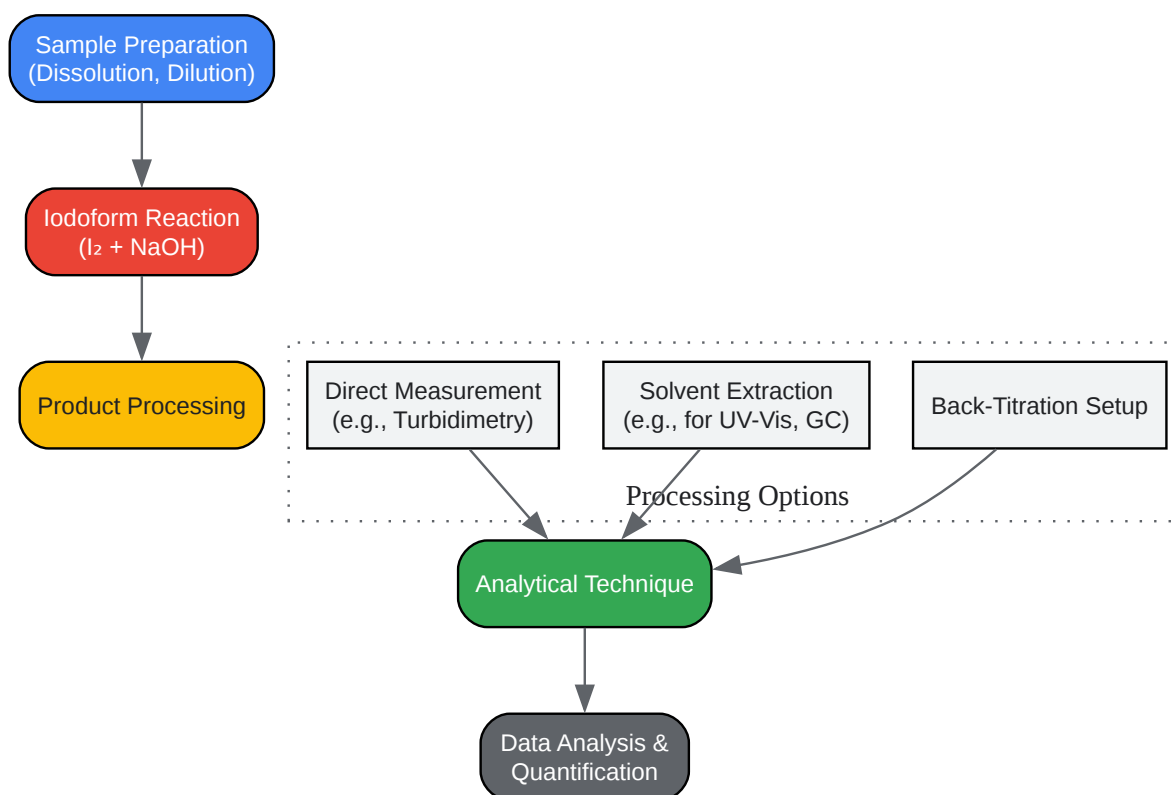 Sample Preparation
(Dissolution, Dilution)
Iodoform Reaction
(I₂ + NaOH)
Product Processing
Direct Measurement
(e.g., Turbidimetry)
Solvent Extraction
(e.g., for UV-Vis, GC)
Back-Titration Setup
Processing Options
Analytical Technique
Data Analysis &
Quantification